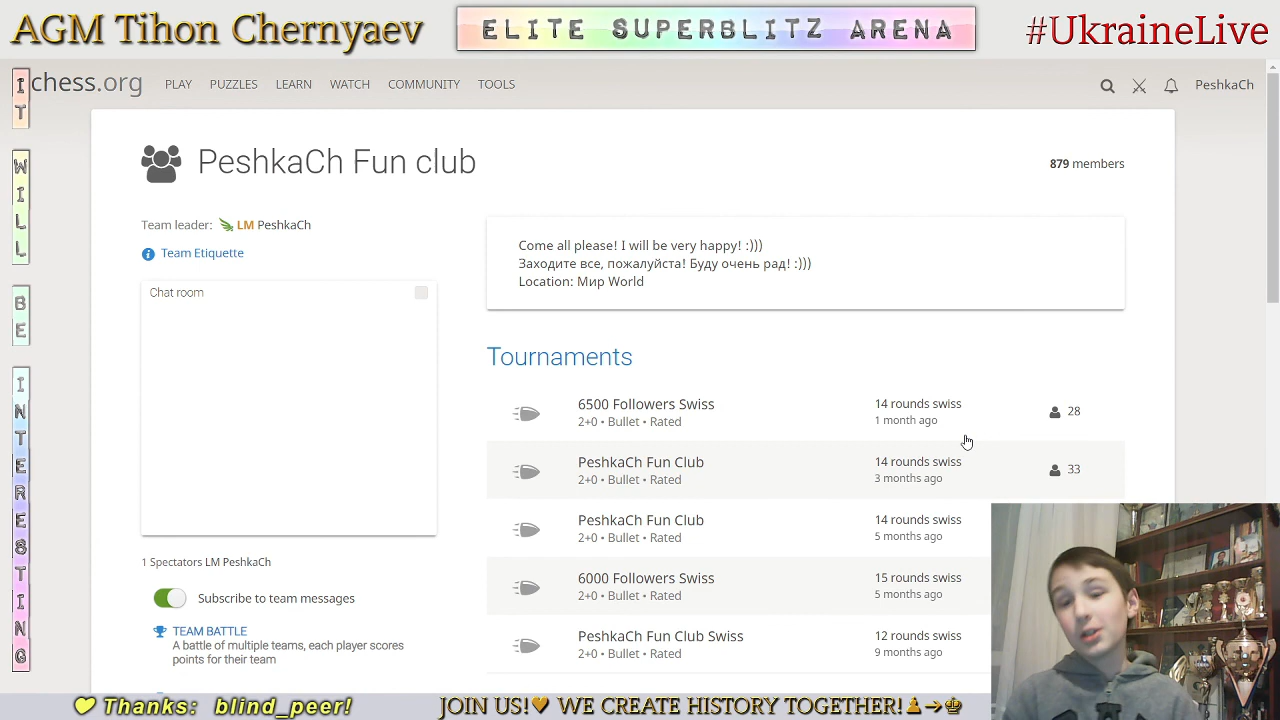 AGM Tihon Chernyaev
ELITE SUPERBLITZ ARENA
#UkraineLive
IT WILL BE INTERESTING
chess.org
PLAY
PUZZLES
LEARN
WATCH
COMMUNITY
TOOLS
PeshkaCh
PeshkaCh Fun club
879 members
Team leader: LM PeshkaCh
Team Etiquette
Chat room
1 Spectators LM PeshkaCh
Subscribe to team messages
TEAM BATTLE
A battle of multiple teams, each player scores
points for their team
Come all please! I will be very happy! :)))
Заходите все, пожалуйста! Буду очень рад! :)))
Location: Мир World
Tournaments
6500 Followers Swiss
2+0 • Bullet • Rated
14 rounds swiss
1 month ago
28
PeshkaCh Fun Club
2+0 • Bullet • Rated
14 rounds swiss
3 months ago
33
PeshkaCh Fun Club
2+0 • Bullet • Rated
14 rounds swiss
5 months ago
6000 Followers Swiss
2+0 • Bullet • Rated
15 rounds swiss
5 months ago
PeshkaCh Fun Club Swiss
2+0 • Bullet • Rated
12 rounds swiss
9 months ago
Thanks: blind_peer!
JOIN US!♥ WE CREATE HISTORY TOGETHER!♟→♚